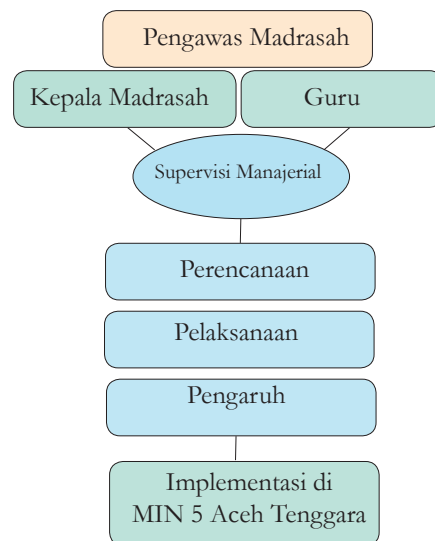 Pengawas Madrasah
Kepala Madrasah
Guru
Supervisi Manajerial
Perencanaan
Pelaksanaan
Pengaruh
Implementasi di
MIN 5 Aceh Tenggara